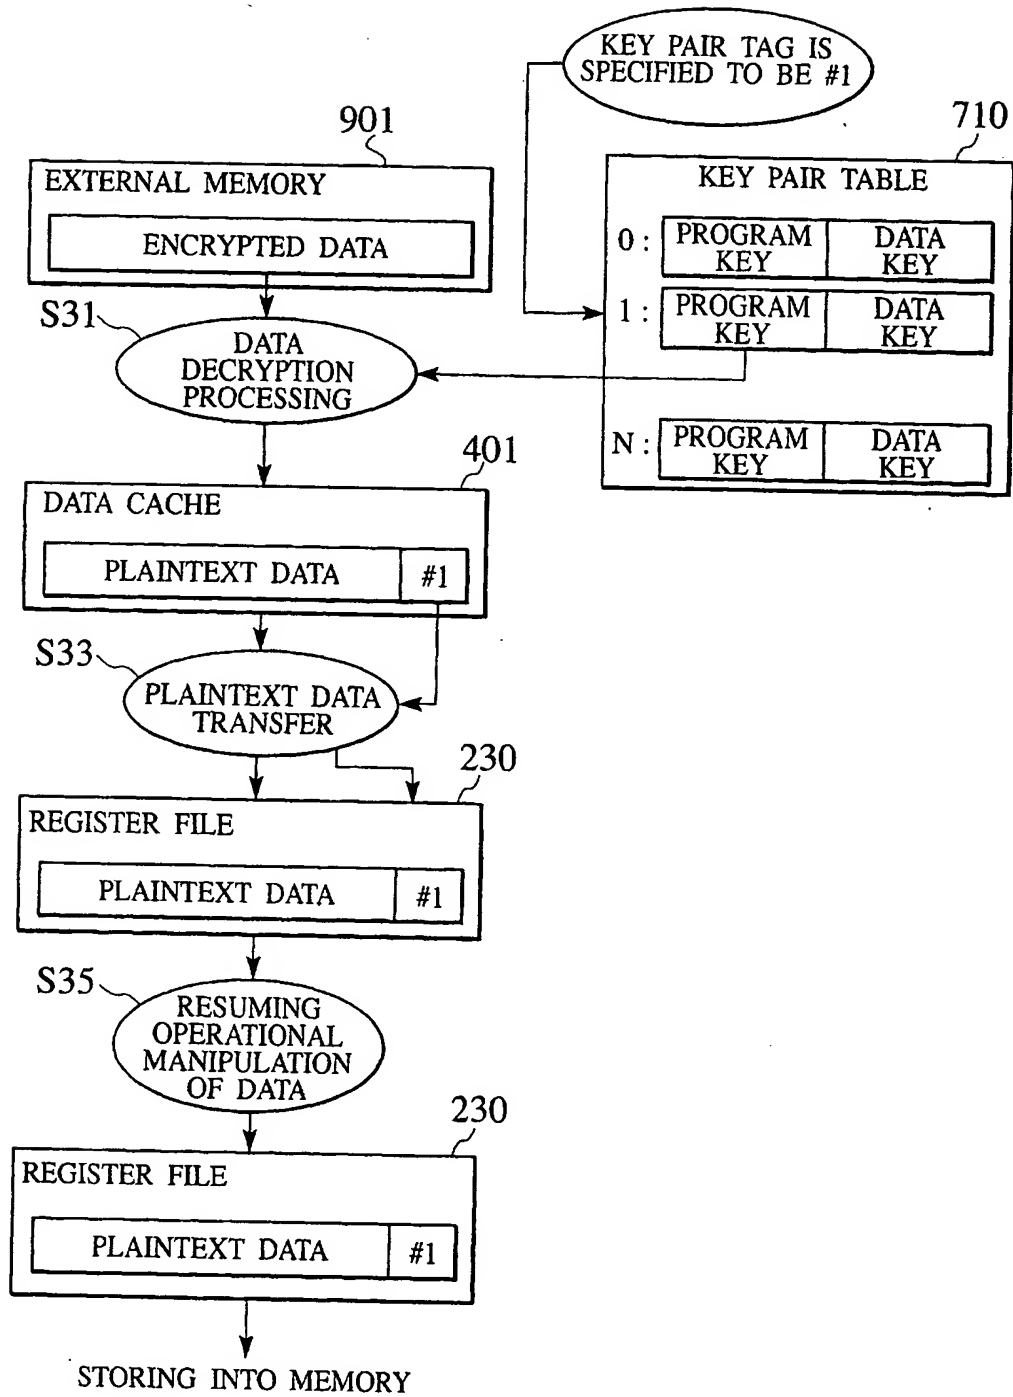 KEY PAIR TAG IS
SPECIFIED TO BE #1
901
710
EXTERNAL MEMORY
ENCRYPTED DATA
KEY PAIR TABLE
0 : PROGRAM KEY DATA KEY
1 : PROGRAM KEY DATA KEY
N : PROGRAM KEY DATA KEY
S31
DATA
DECRYPTION
PROCESSING
401
DATA CACHE
PLAINTEXT DATA #1
S33
PLAINTEXT DATA
TRANSFER
230
REGISTER FILE
PLAINTEXT DATA #1
S35
RESUMING
OPERATIONAL
MANIPULATION
OF DATA
230
REGISTER FILE
PLAINTEXT DATA #1
STORING INTO MEMORY